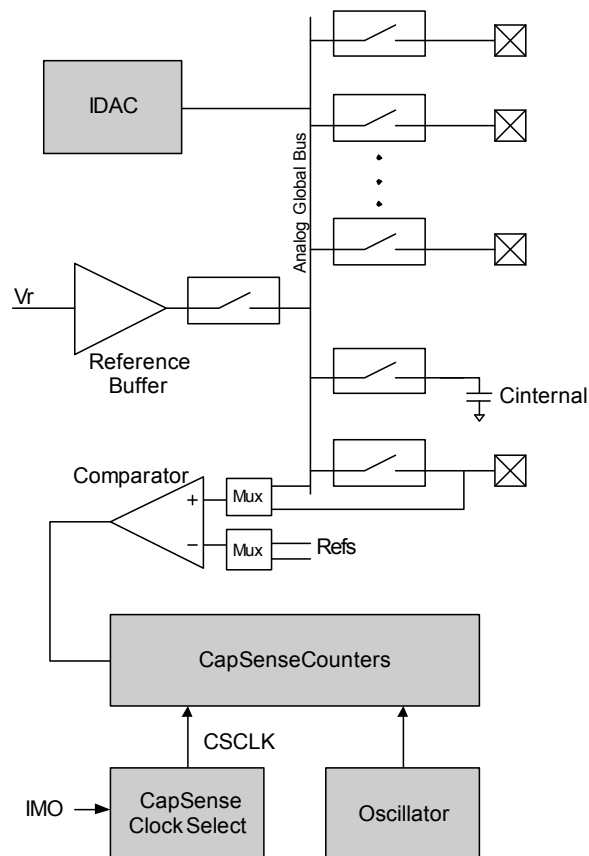 IDAC
Analog Global Bus
Vr
Reference
Buffer
Cinternal
Comparator
+
Mux
−
Mux
Refs
CapSenseCounters
CSCLK
IMO
CapSense
Clock Select
Oscillator